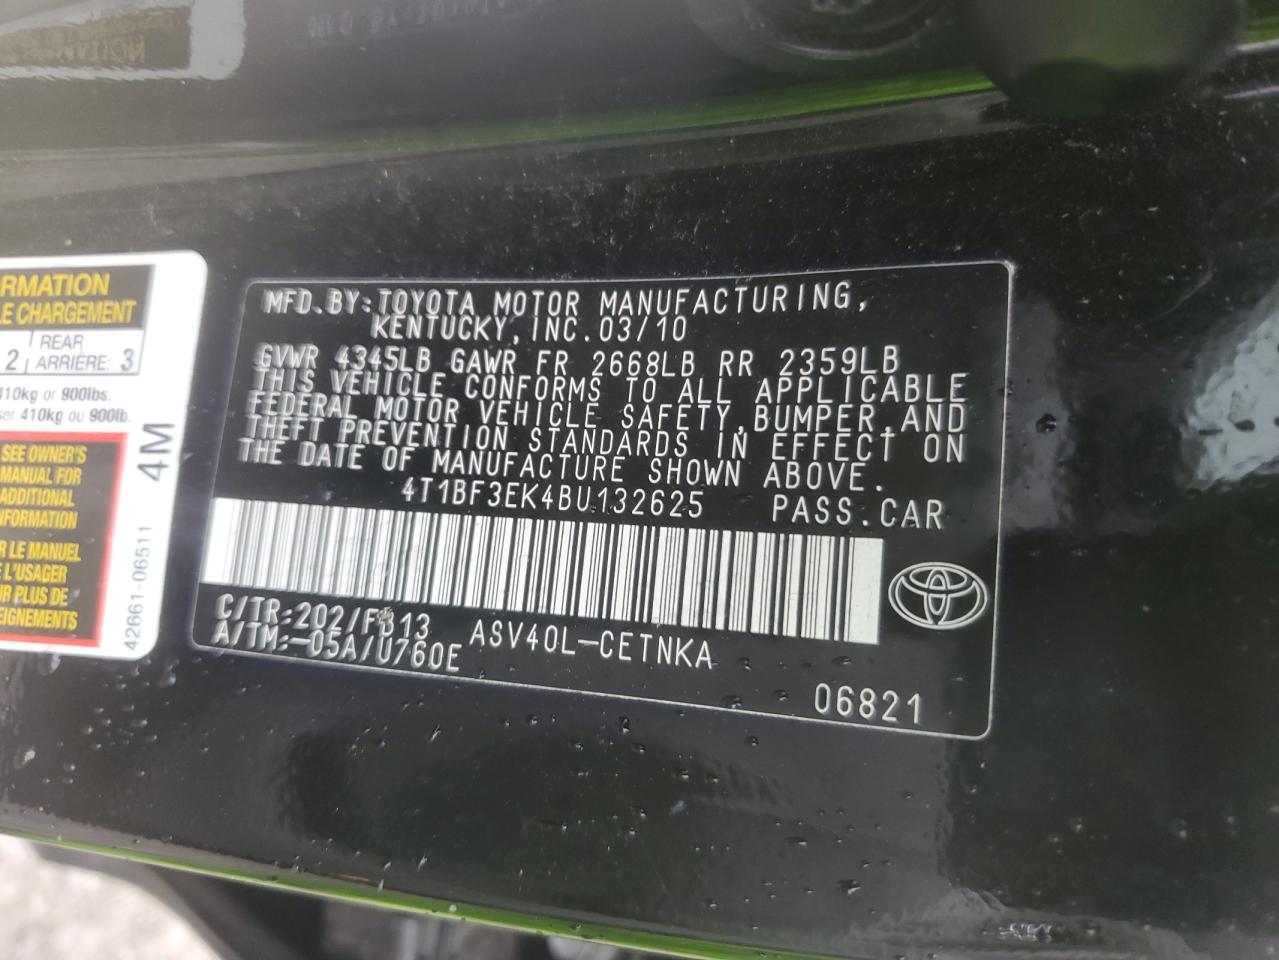 RMATION
LE CHARGEMENT
2 REAR ARRIÈRE: 3
410kg or 900lbs.
ser 410kg ou 900lb.
SEE OWNER'S
MANUAL FOR
ADDITIONAL
INFORMATION
R LE MANUEL
E L'USAGER
UR PLUS DE
SEIGNEMENTS
42661-06511 4M
MFD.BY:TOYOTA MOTOR MANUFACTURING,
KENTUCKY,INC.03/10
GVWR 4345LB GAWR FR 2668LB RR 2359LB
THIS VEHICLE CONFORMS TO ALL APPLICABLE
FEDERAL MOTOR VEHICLE SAFETY,BUMPER,AND
THEFT PREVENTION STANDARDS IN EFFECT ON
THE DATE OF MANUFACTURE SHOWN ABOVE.
4T1BF3EK4BU132625 PASS.CAR
C/TR:202/FB13 ASV40L-CETNKA
A/TM:-05A/U760E
06821